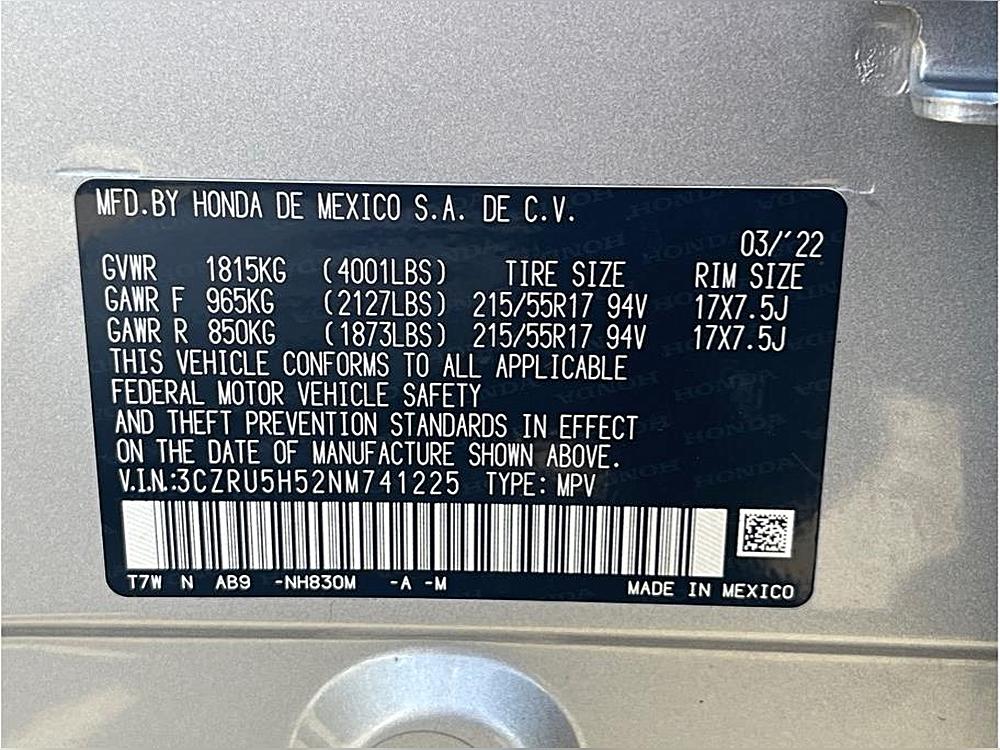 MFD.BY HONDA DE MEXICO S.A. DE C.V.
03/'22
GVWR 1815KG (4001LBS) TIRE SIZE RIM SIZE
GAWR F 965KG (2127LBS) 215/55R17 94V 17X7.5J
GAWR R 850KG (1873LBS) 215/55R17 94V 17X7.5J
THIS VEHICLE CONFORMS TO ALL APPLICABLE
FEDERAL MOTOR VEHICLE SAFETY
AND THEFT PREVENTION STANDARDS IN EFFECT
ON THE DATE OF MANUFACTURE SHOWN ABOVE.
V.I.N.:3CZRU5H52NM741225 TYPE: MPV
T7W N AB9 -NH830M -A -M MADE IN MEXICO